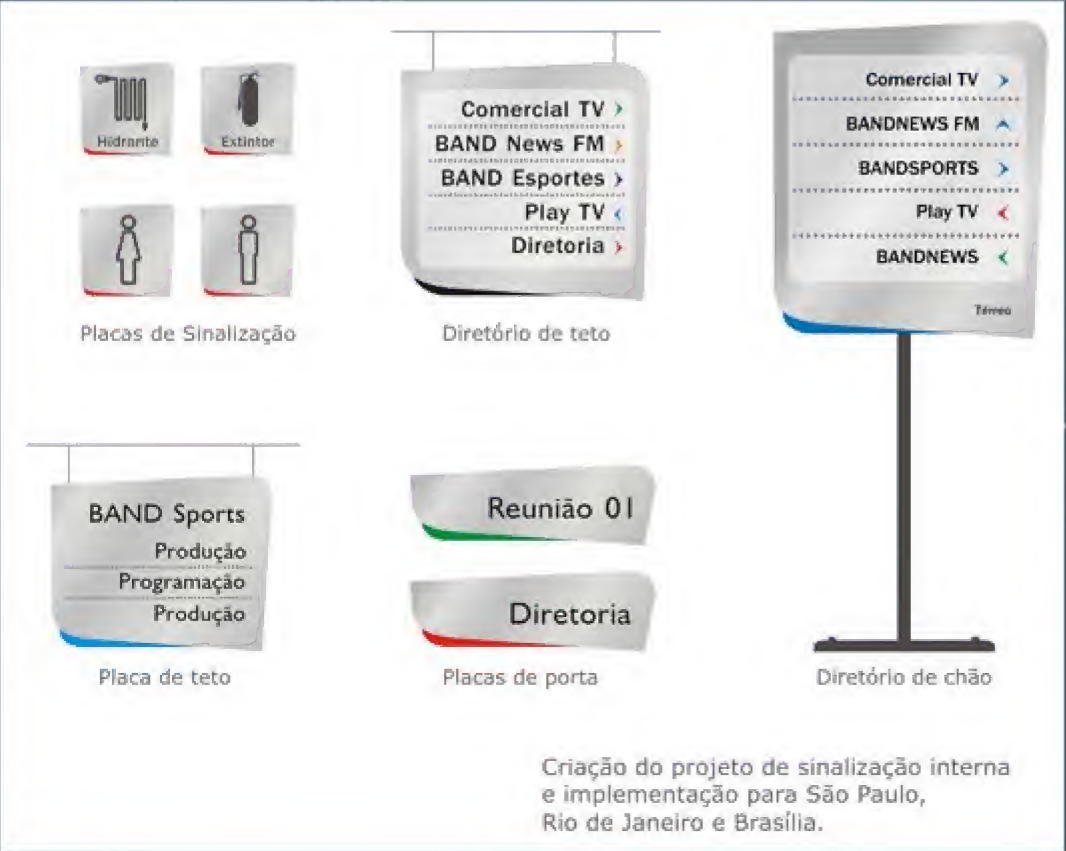 Hidrante
Extintor
Placas de Sinalização
Comercial TV
BAND News FM
BAND Esportes
Play TV
Diretoria
Diretório de teto
Comercial TV
BANDNEWS FM
BANDSPORTS
Play TV
BANDNEWS
Térreo
Diretório de chão
BAND Sports
Produção
Programação
Produção
Placa de teto
Reunião 01
Diretoria
Placas de porta
Criação do projeto de sinalização interna
e implementação para São Paulo,
Rio de Janeiro e Brasília.